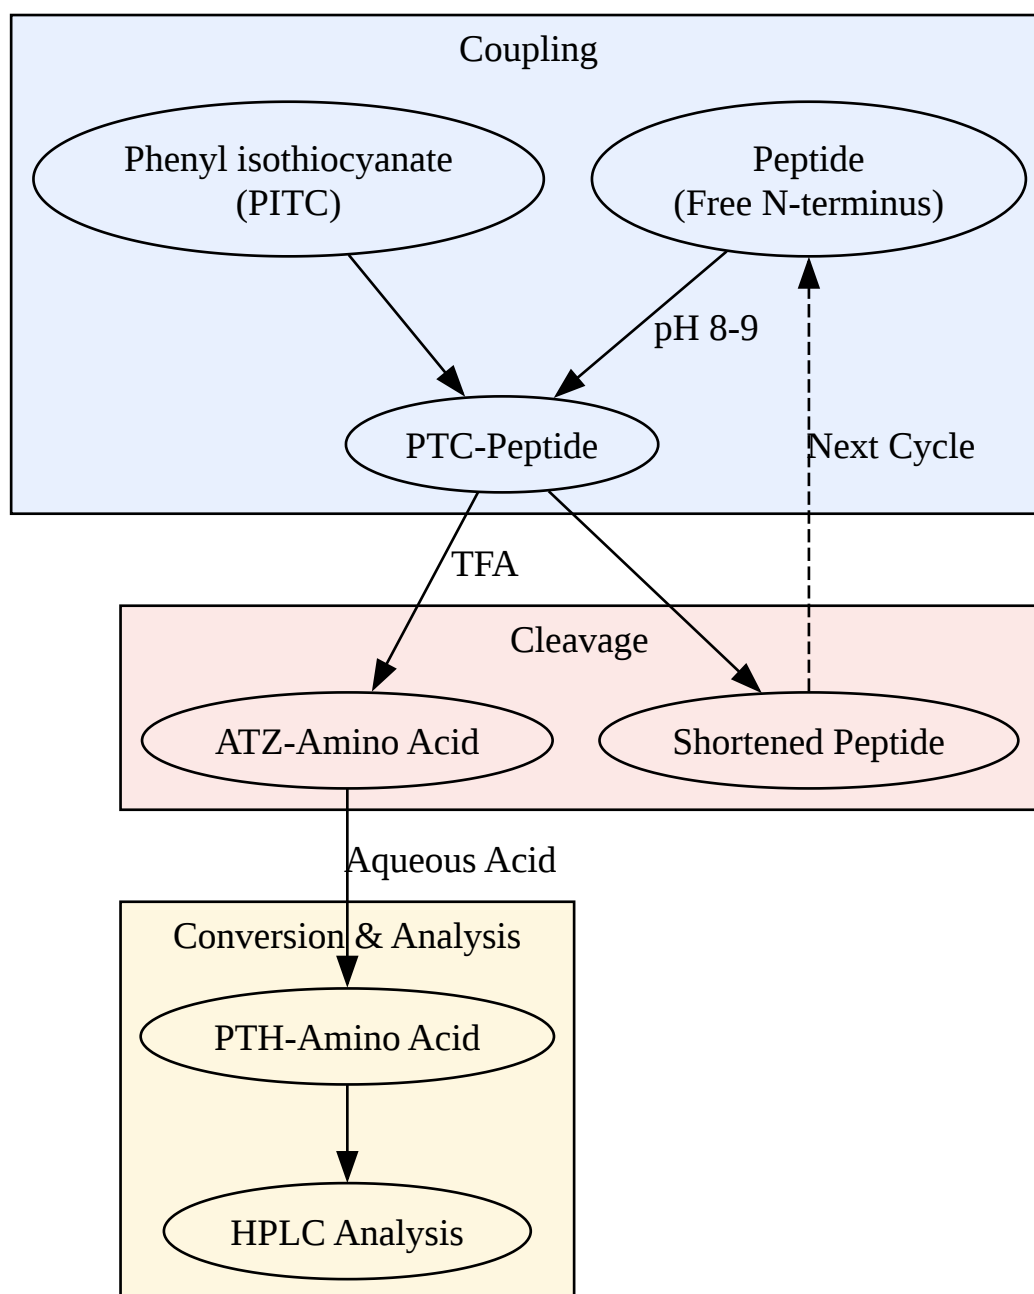 Coupling
Phenyl isothiocyanate
(PITC)
Peptide
(Free N-terminus)
pH 8-9
PTC-Peptide
Next Cycle
TFA
Cleavage
ATZ-Amino Acid
Shortened Peptide
Aqueous Acid
Conversion & Analysis
PTH-Amino Acid
HPLC Analysis